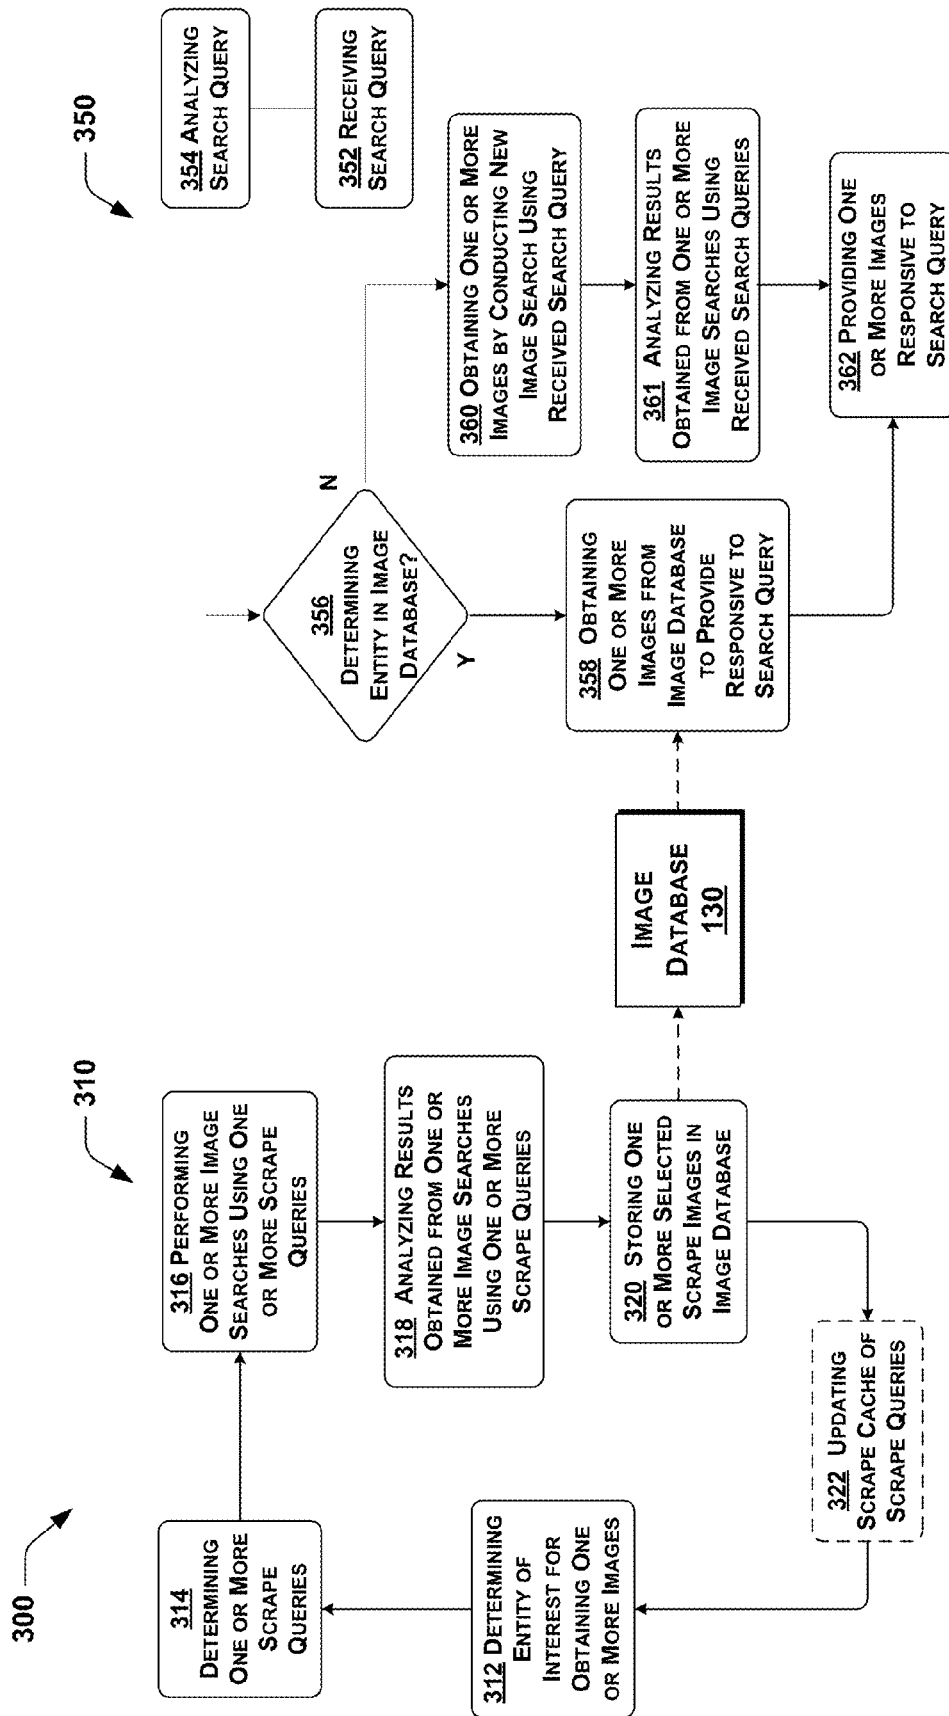 300
310
350
314
DETERMINING
ONE OR MORE
SCRAPE
QUERIES
312 DETERMINING
ENTITY OF
INTEREST FOR
OBTAINING ONE
OR MORE IMAGES
316 PERFORMING
ONE OR MORE IMAGE
SEARCHES USING ONE
OR MORE SCRAPE
QUERIES
318 ANALYZING RESULTS
OBTAINED FROM ONE OR
MORE IMAGE SEARCHES
USING ONE OR MORE
SCRAPE QUERIES
320 STORING ONE
OR MORE SELECTED
SCRAPE IMAGES IN
IMAGE DATABASE
322 UPDATING
SCRAPE CACHE OF
SCRAPE QUERIES
IMAGE
DATABASE
130
354 ANALYZING
SEARCH QUERY
352 RECEIVING
SEARCH QUERY
356
DETERMINING
ENTITY IN IMAGE
DATABASE?
N
Y
358 OBTAINING
ONE OR MORE
IMAGES FROM
IMAGE DATABASE
TO PROVIDE
RESPONSIVE TO
SEARCH QUERY
360 OBTAINING ONE OR MORE
IMAGES BY CONDUCTING NEW
IMAGE SEARCH USING
RECEIVED SEARCH QUERY
361 ANALYZING RESULTS
OBTAINED FROM ONE OR MORE
IMAGE SEARCHES USING
RECEIVED SEARCH QUERIES
362 PROVIDING ONE
OR MORE IMAGES
RESPONSIVE TO
SEARCH QUERY